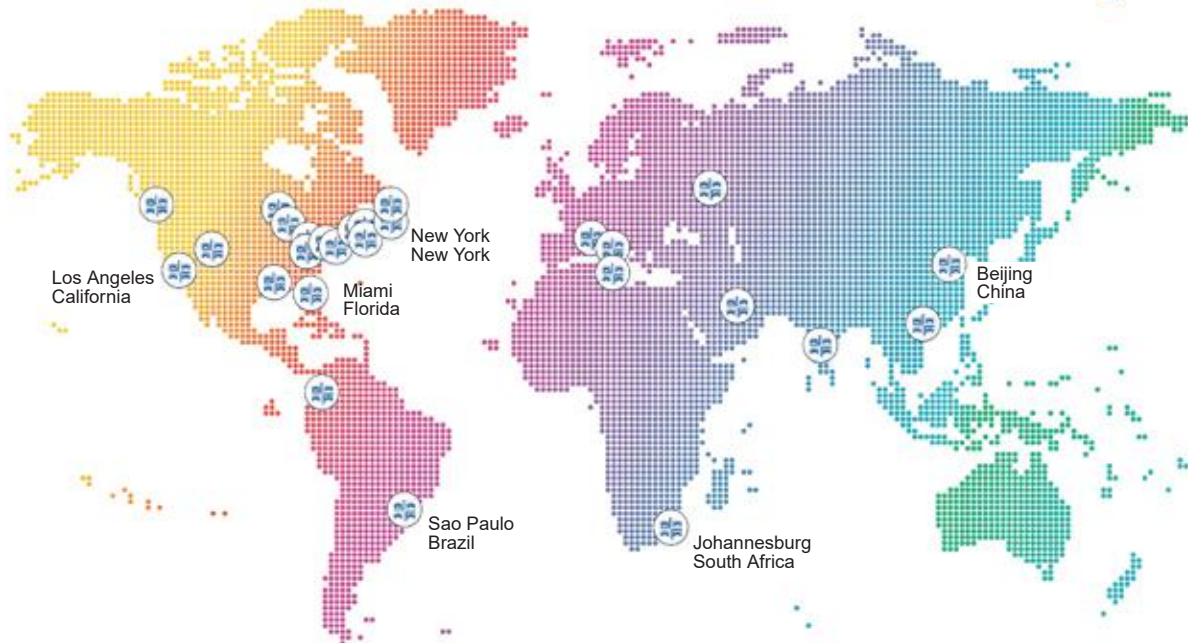 New York
New York
Los Angeles
California
Miami
Florida
Beijing
China
Sao Paulo
Brazil
Johannesburg
South Africa